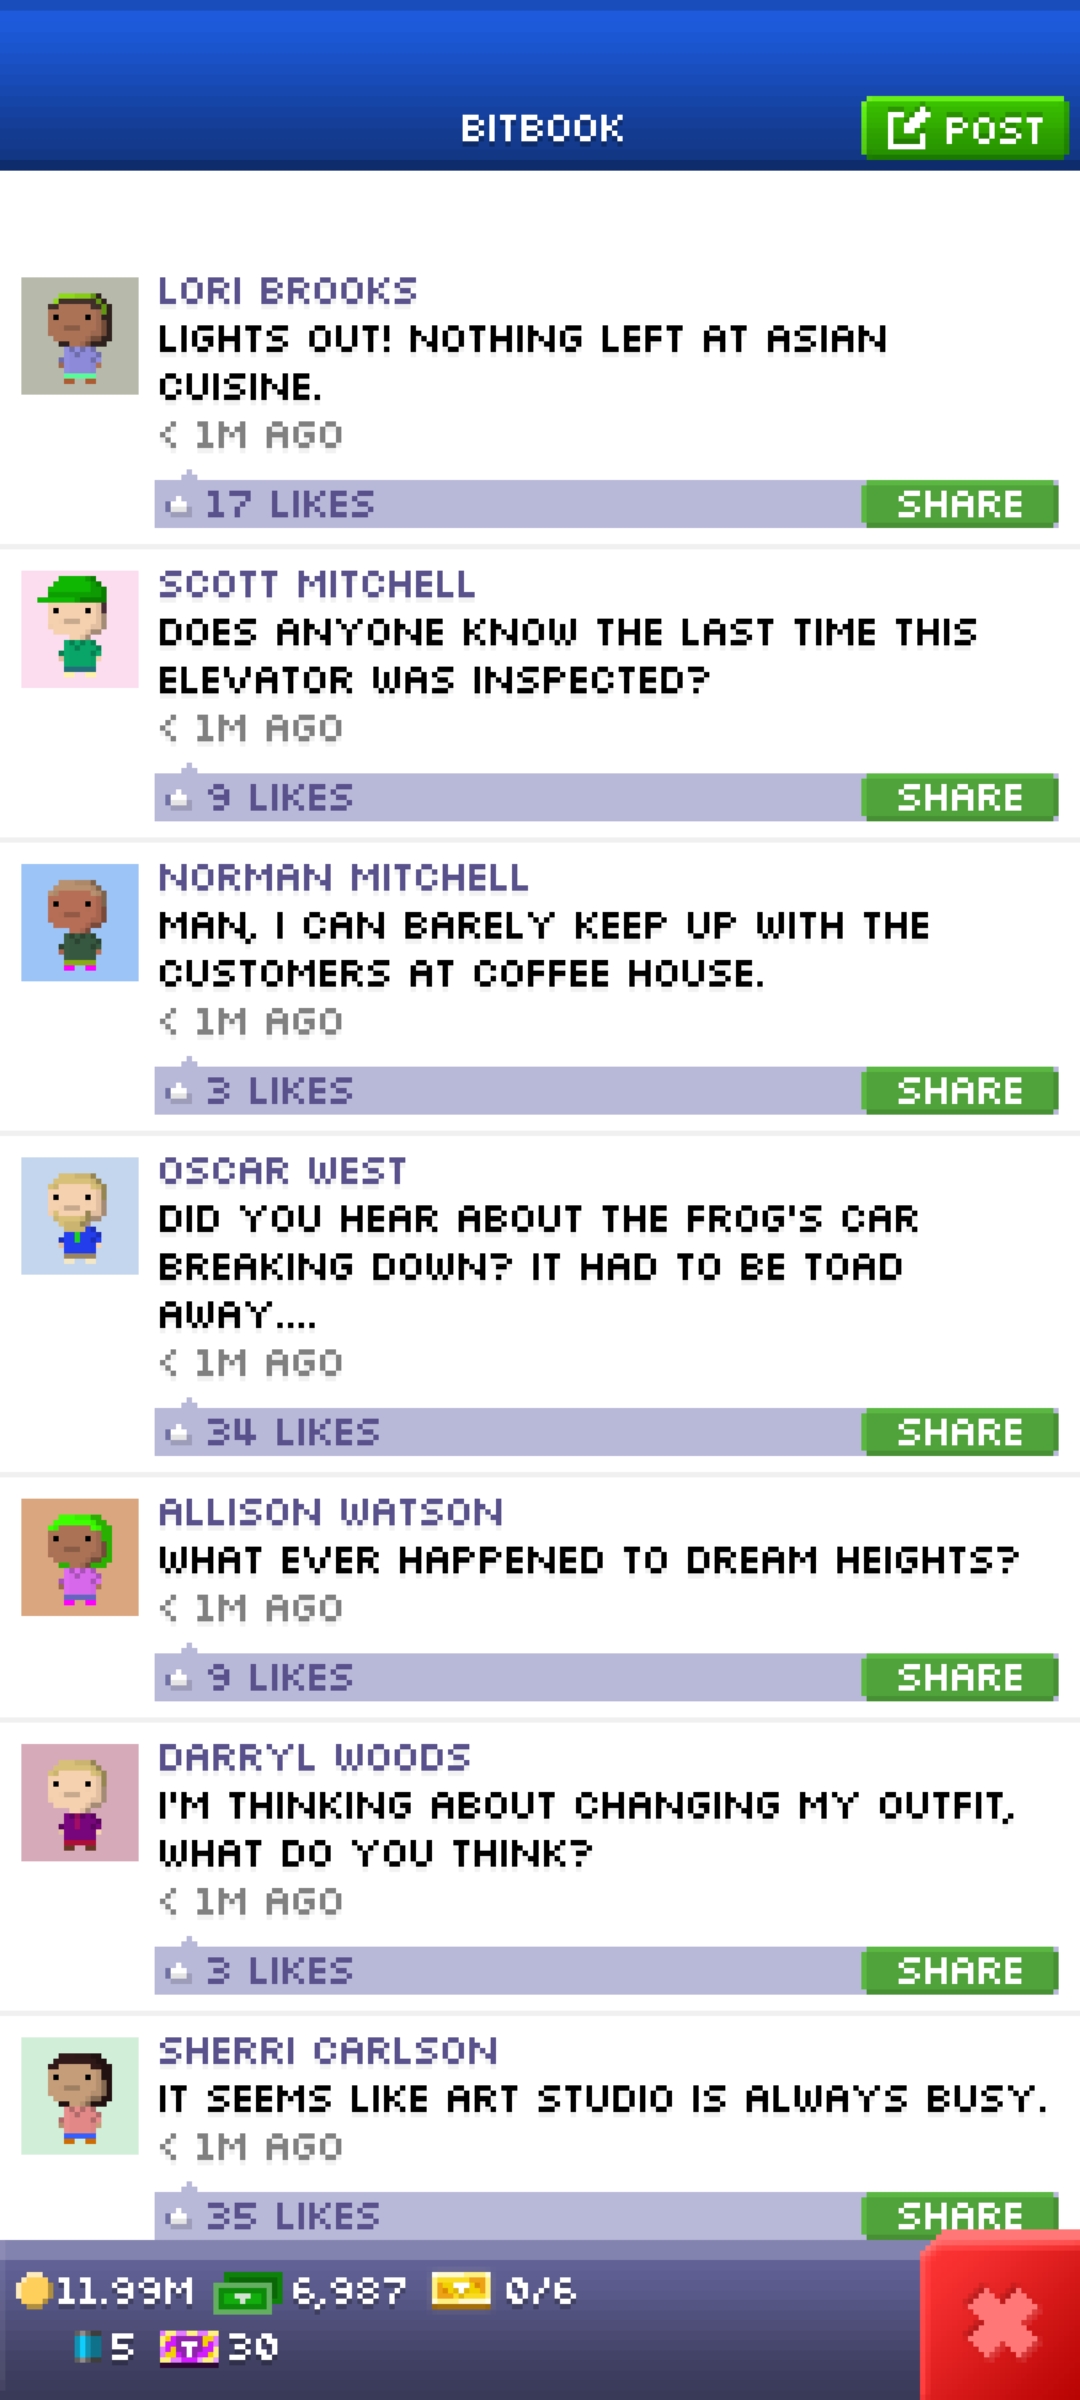 BITBOOK
POST
LORI BROOKS
LIGHTS OUT! NOTHING LEFT AT ASIAN
CUISINE.
< 1M AGO
17 LIKES
SHARE
SCOTT MITCHELL
DOES ANYONE KNOW THE LAST TIME THIS
ELEVATOR WAS INSPECTED?
< 1M AGO
9 LIKES
SHARE
NORMAN MITCHELL
MAN, I CAN BARELY KEEP UP WITH THE
CUSTOMERS AT COFFEE HOUSE.
< 1M AGO
3 LIKES
SHARE
OSCAR WEST
DID YOU HEAR ABOUT THE FROG'S CAR
BREAKING DOWN? IT HAD TO BE TOAD
AWAY....
< 1M AGO
34 LIKES
SHARE
ALLISON WATSON
WHAT EVER HAPPENED TO DREAM HEIGHTS?
< 1M AGO
9 LIKES
SHARE
DARRYL WOODS
I'M THINKING ABOUT CHANGING MY OUTFIT,
WHAT DO YOU THINK?
< 1M AGO
3 LIKES
SHARE
SHERRI CARLSON
IT SEEMS LIKE ART STUDIO IS ALWAYS BUSY.
< 1M AGO
35 LIKES
SHARE
11.99M 6,987 0/6
5 T 30